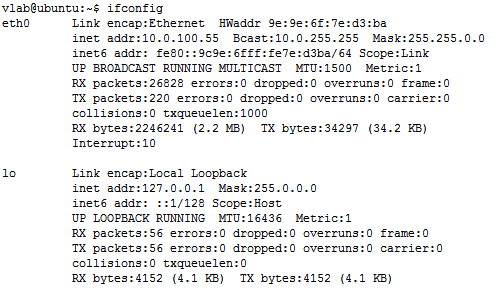 vlab@ubuntu:~$ ifconfig
eth0 Link encap:Ethernet HWaddr 9e:9e:6f:7e:d3:ba
inet addr:10.0.100.55 Bcast:10.0.255.255 Mask:255.255.0.0
inet6 addr: fe80::9c9e:6fff:fe7e:d3ba/64 Scope:Link
UP BROADCAST RUNNING MULTICAST MTU:1500 Metric:1
RX packets:26828 errors:0 dropped:0 overruns:0 frame:0
TX packets:220 errors:0 dropped:0 overruns:0 carrier:0
collisions:0 txqueuelen:1000
RX bytes:2246241 (2.2 MB) TX bytes:34297 (34.2 KB)
Interrupt:10
lo Link encap:Local Loopback
inet addr:127.0.0.1 Mask:255.0.0.0
inet6 addr: ::1/128 Scope:Host
UP LOOPBACK RUNNING MTU:16436 Metric:1
RX packets:56 errors:0 dropped:0 overruns:0 frame:0
TX packets:56 errors:0 dropped:0 overruns:0 carrier:0
collisions:0 txqueuelen:0
RX bytes:4152 (4.1 KB) TX bytes:4152 (4.1 KB)